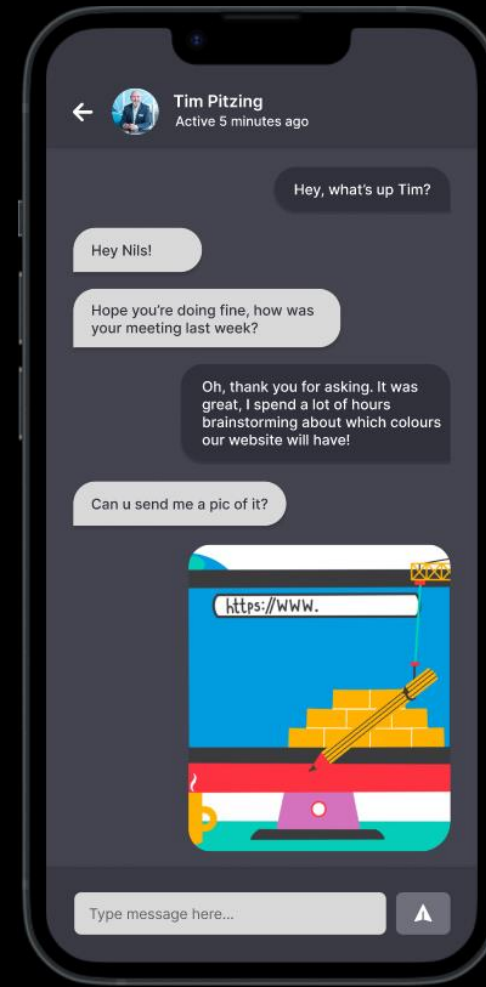 Tim Pitzing
Active 5 minutes ago
Hey, what's up Tim?
Hey Nils!
Hope you're doing fine, how was
your meeting last week?
Oh, thank you for asking. It was
great, I spend a lot of hours
brainstorming about which colours
our website will have!
Can u send me a pic of it?
https://WWW.
Type message here...